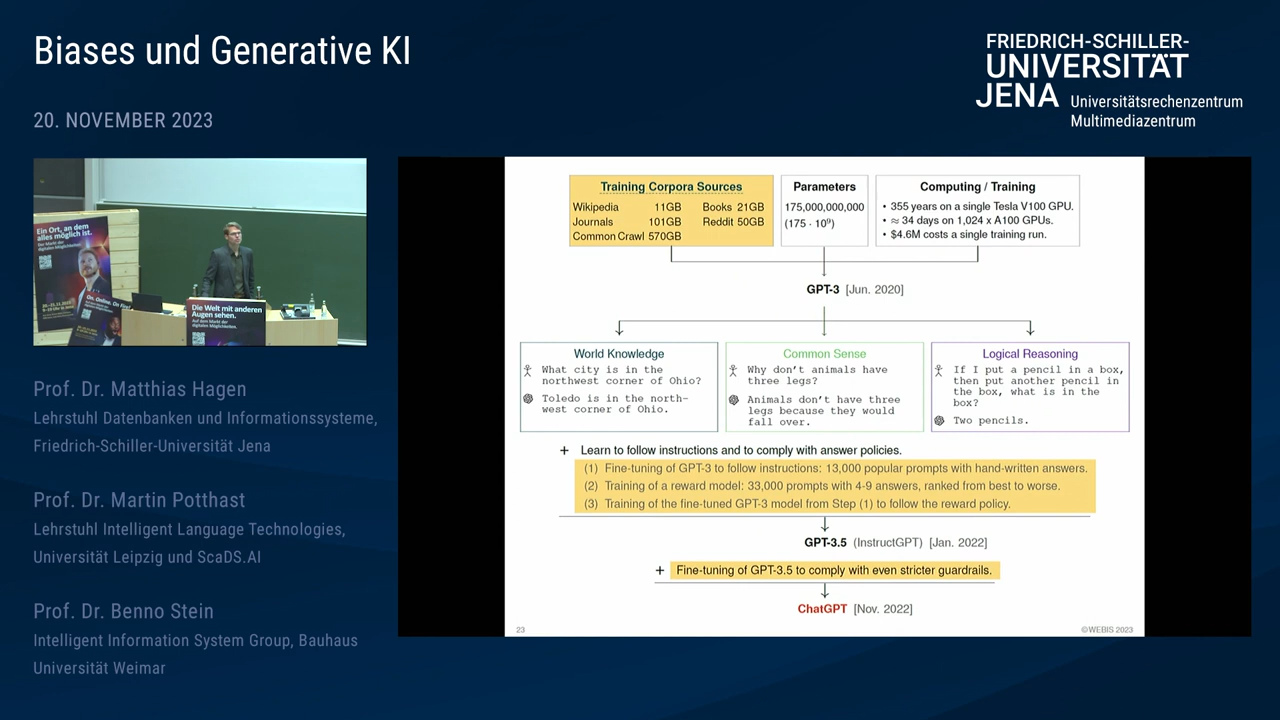 Biases und Generative KI
20. NOVEMBER 2023
FRIEDRICH-SCHILLER-
UNIVERSITÄT
JENA Universitätsrechenzentrum
Multimediazentrum
Ein Ort, an dem
alles möglich ist.
Die Welt mit anderen
Augen sehen.
Auf dem Markt der
digitalen Möglichkeiten.
Prof. Dr. Matthias Hagen
Lehrstuhl Datenbanken und Informationssysteme,
Friedrich-Schiller-Universität Jena
Prof. Dr. Martin Potthast
Lehrstuhl Intelligent Language Technologies,
Universität Leipzig und ScaDS.AI
Prof. Dr. Benno Stein
Intelligent Information System Group, Bauhaus
Universität Weimar
Training Corpora Sources
Wikipedia 11GB Books 21GB
Journals 101GB Reddit 50GB
Common Crawl 570GB
Parameters
175,000,000,000
(175 · 10⁹)
Computing / Training
• 355 years on a single Tesla V100 GPU.
• ≈ 34 days on 1,024 x A100 GPUs.
• $4.6M costs a single training run.
GPT-3 [Jun. 2020]
World Knowledge
What city is in the
northwest corner of Ohio?
Toledo is in the north-
west corner of Ohio.
Common Sense
Why don't animals have
three legs?
Animals don't have three
legs because they would
fall over.
Logical Reasoning
If I put a pencil in a box,
then put another pencil in
the box, what is in the
box?
Two pencils.
+ Learn to follow instructions and to comply with answer policies.
(1) Fine-tuning of GPT-3 to follow instructions: 13,000 popular prompts with hand-written answers.
(2) Training of a reward model: 33,000 prompts with 4-9 answers, ranked from best to worse.
(3) Training of the fine-tuned GPT-3 model from Step (1) to follow the reward policy.
GPT-3.5 (InstructGPT) [Jan. 2022]
+ Fine-tuning of GPT-3.5 to comply with even stricter guardrails.
ChatGPT [Nov. 2022]
23
©WEBIS 2023